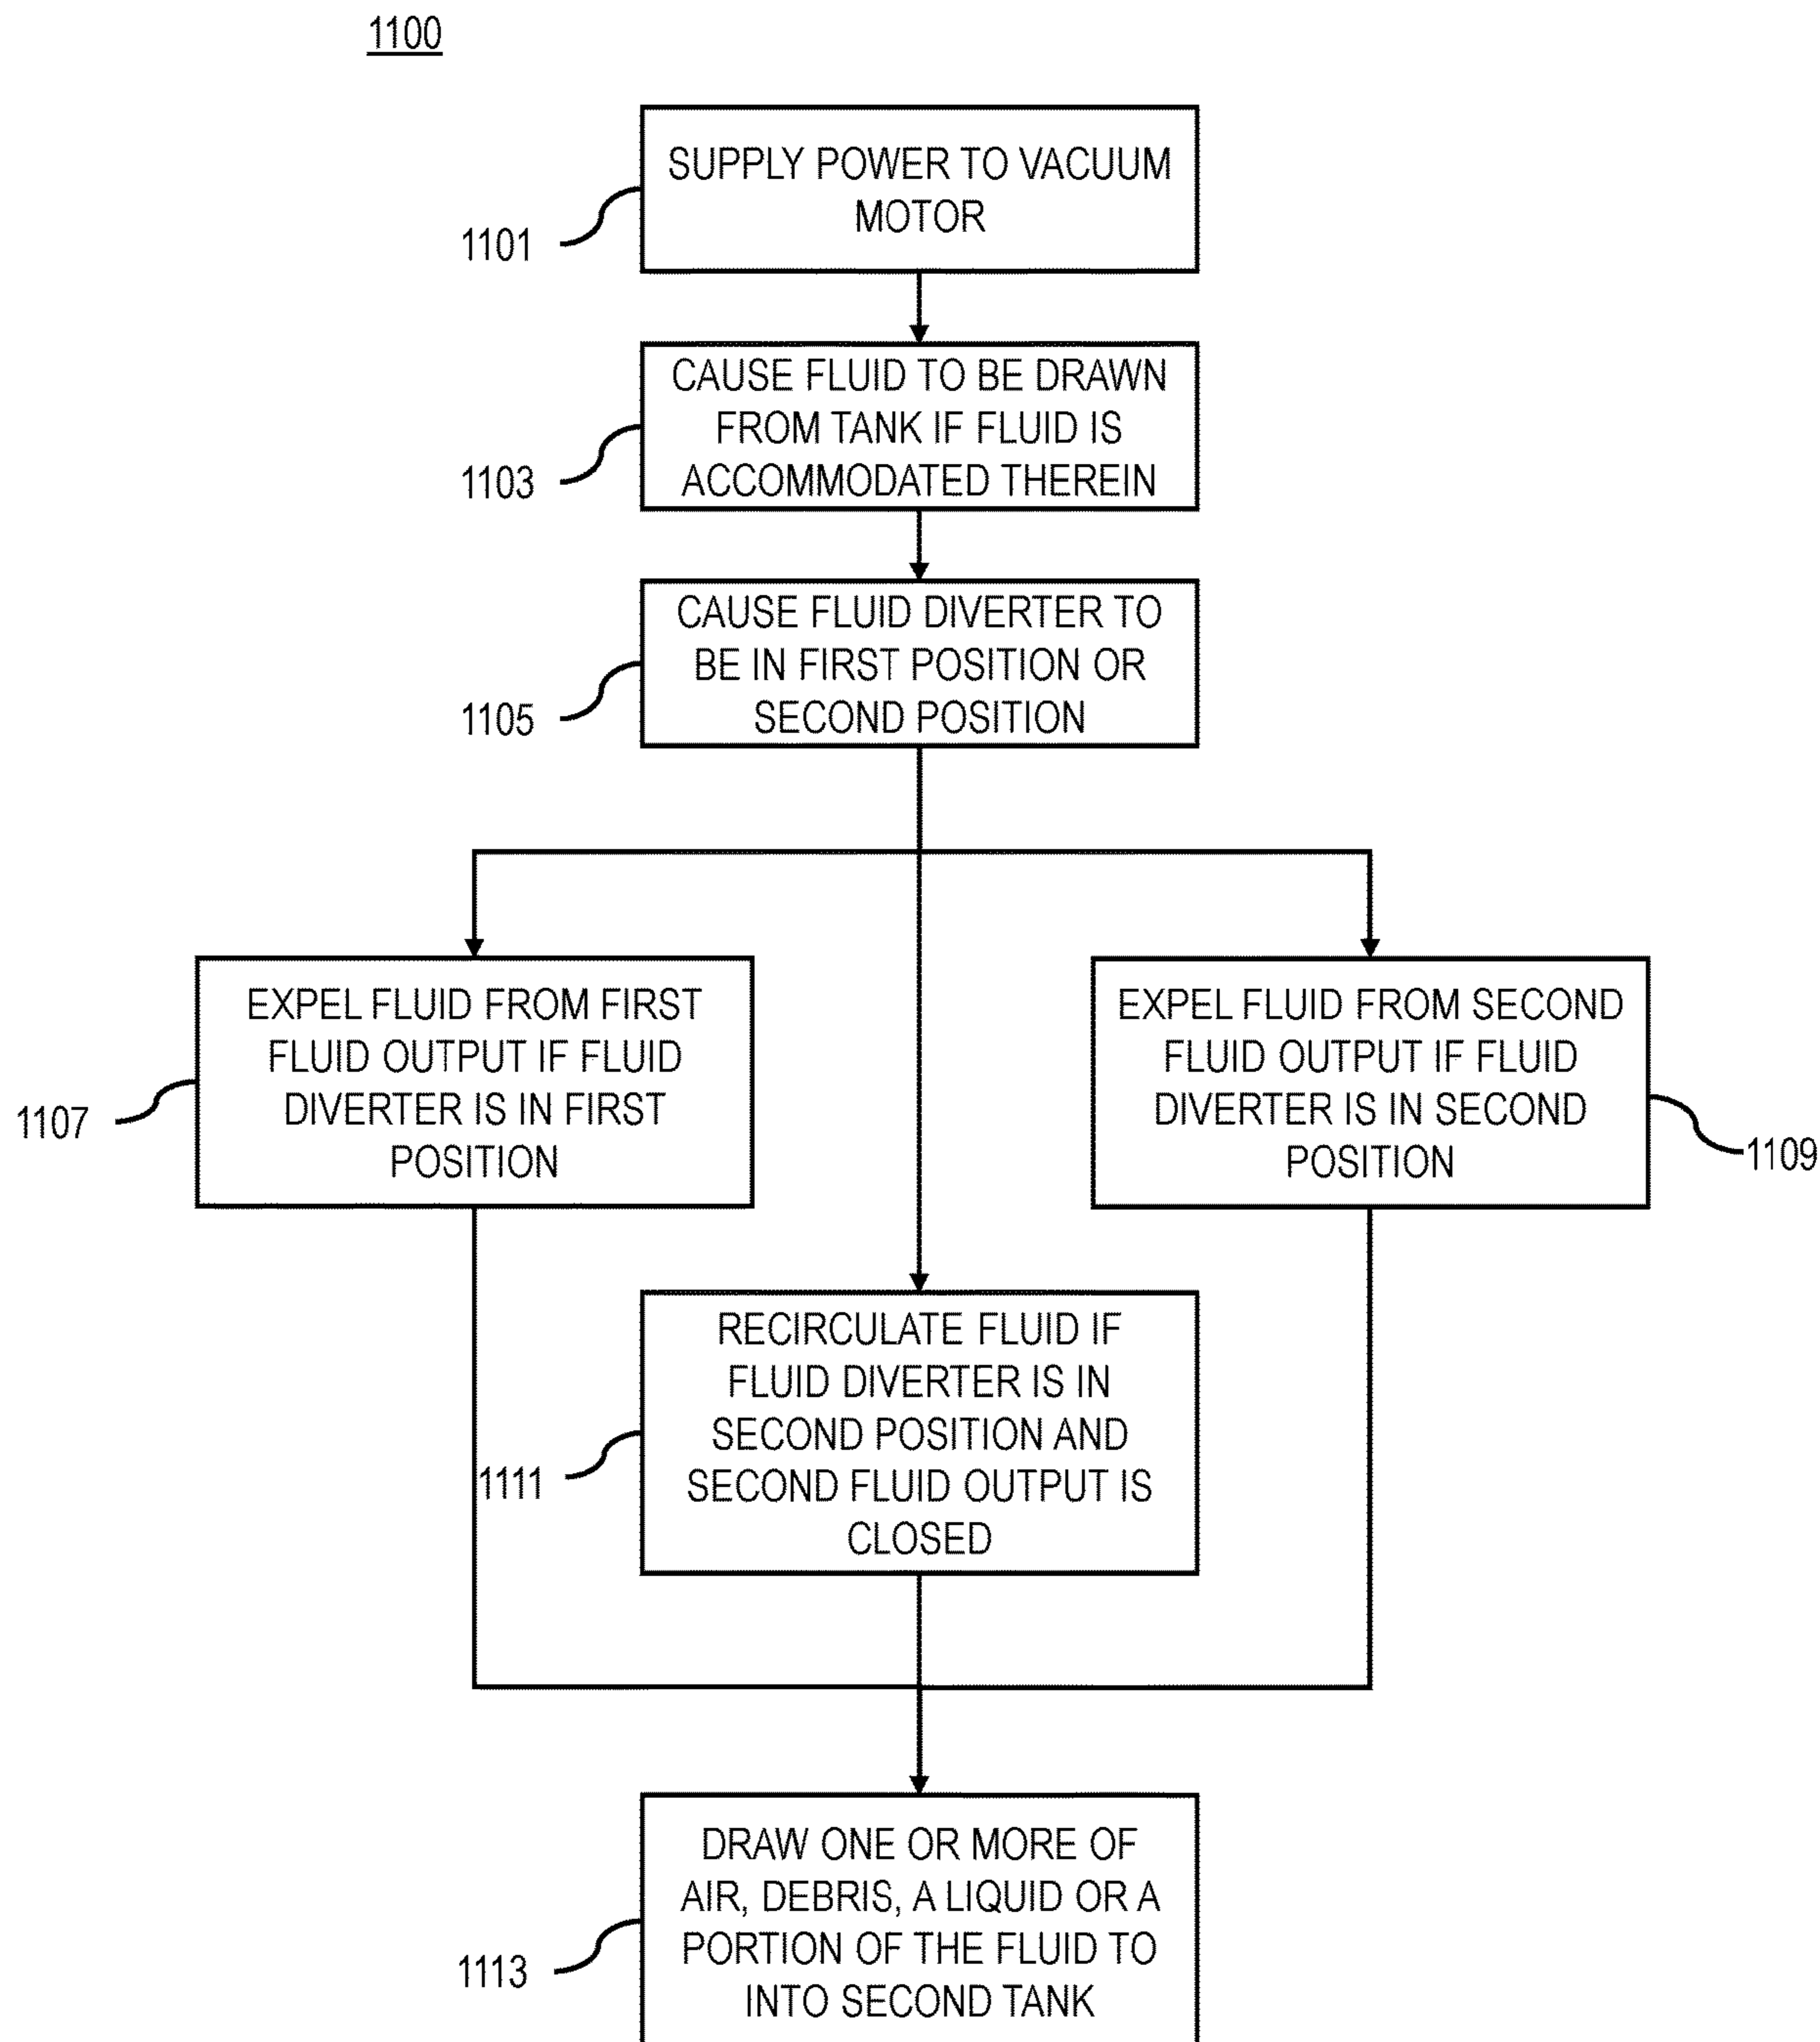 1100
SUPPLY POWER TO VACUUM
MOTOR
1101
CAUSE FLUID TO BE DRAWN
FROM TANK IF FLUID IS
ACCOMMODATED THEREIN
1103
CAUSE FLUID DIVERTER TO
BE IN FIRST POSITION OR
SECOND POSITION
1105
EXPEL FLUID FROM FIRST
FLUID OUTPUT IF FLUID
DIVERTER IS IN FIRST
POSITION
1107
EXPEL FLUID FROM SECOND
FLUID OUTPUT IF FLUID
DIVERTER IS IN SECOND
POSITION
1109
RECIRCULATE FLUID IF
FLUID DIVERTER IS IN
SECOND POSITION AND
SECOND FLUID OUTPUT IS
CLOSED
1111
DRAW ONE OR MORE OF
AIR, DEBRIS, A LIQUID OR A
PORTION OF THE FLUID TO
INTO SECOND TANK
1113